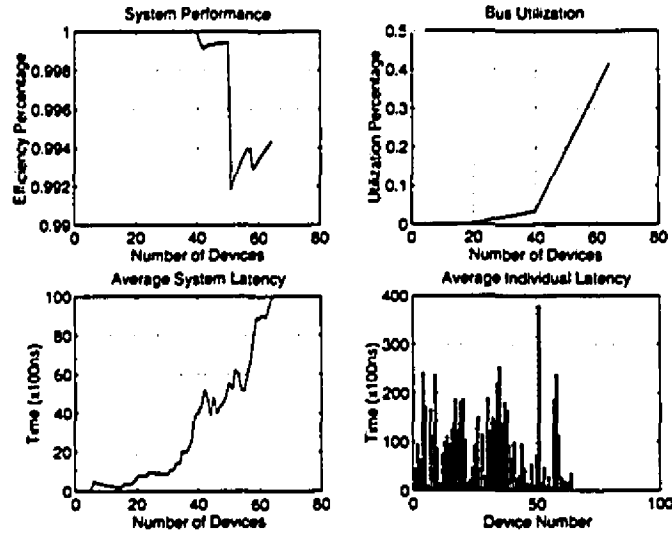 System Performance
1
0.998
0.996
0.994
0.992
0.99
Efficiency Percentage
0 20 40 60 80
Number of Devices
Bus Utilization
0.5
0.4
0.3
0.2
0.1
0
Utilization Percentage
0 20 40 60 80
Number of Devices
Average System Latency
100
80
60
40
20
0
Time (x100ns)
0 20 40 60 80
Number of Devices
Average Individual Latency
400
300
200
100
0
Time (x100ns)
0 50 100
Device Number